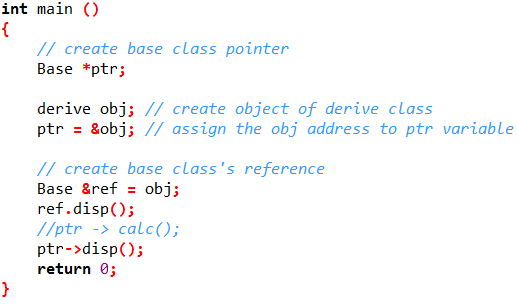 int main ()
{
// create base class pointer
Base *ptr;
derive obj; // create object of derive class
ptr = &obj; // assign the obj address to ptr variable
// create base class's reference
Base &ref = obj;
ref.disp();
//ptr -> calc();
ptr->disp();
return 0;
}